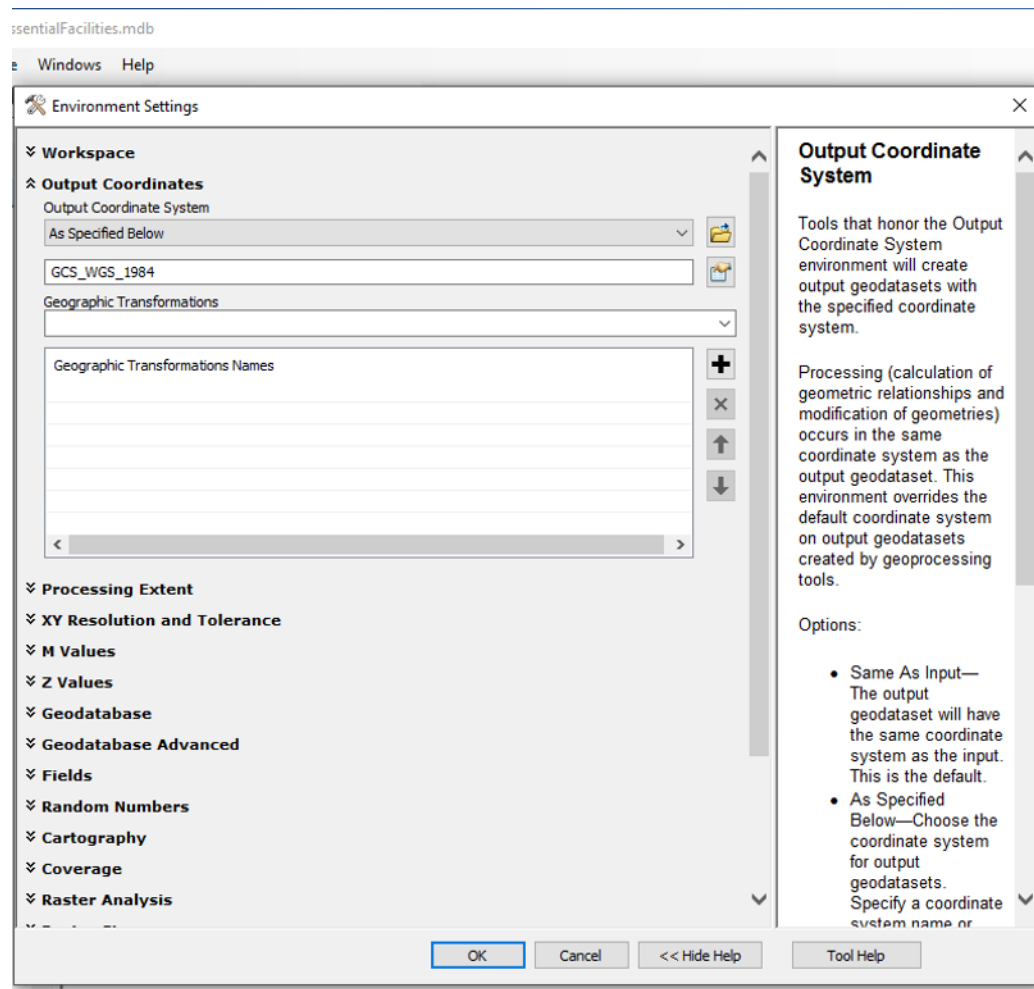 ssentialFacilities.mdb
e Windows Help
Environment Settings
Workspace
Output Coordinates
Output Coordinate System
As Specified Below
GCS_WGS_1984
Geographic Transformations
Geographic Transformations Names
Processing Extent
XY Resolution and Tolerance
M Values
Z Values
Geodatabase
Geodatabase Advanced
Fields
Random Numbers
Cartography
Coverage
Raster Analysis
Output Coordinate
System
Tools that honor the Output
Coordinate System
environment will create
output geodatasets with
the specified coordinate
system.
Processing (calculation of
geometric relationships and
modification of geometries)
occurs in the same
coordinate system as the
output geodataset. This
environment overrides the
default coordinate system
on output geodatasets
created by geoprocessing
tools.
Options:
• Same As Input—
The output
geodataset will have
the same coordinate
system as the input.
This is the default.
• As Specified
Below—Choose the
coordinate system
for output
geodatasets.
Specify a coordinate
system name or
OK Cancel << Hide Help Tool Help